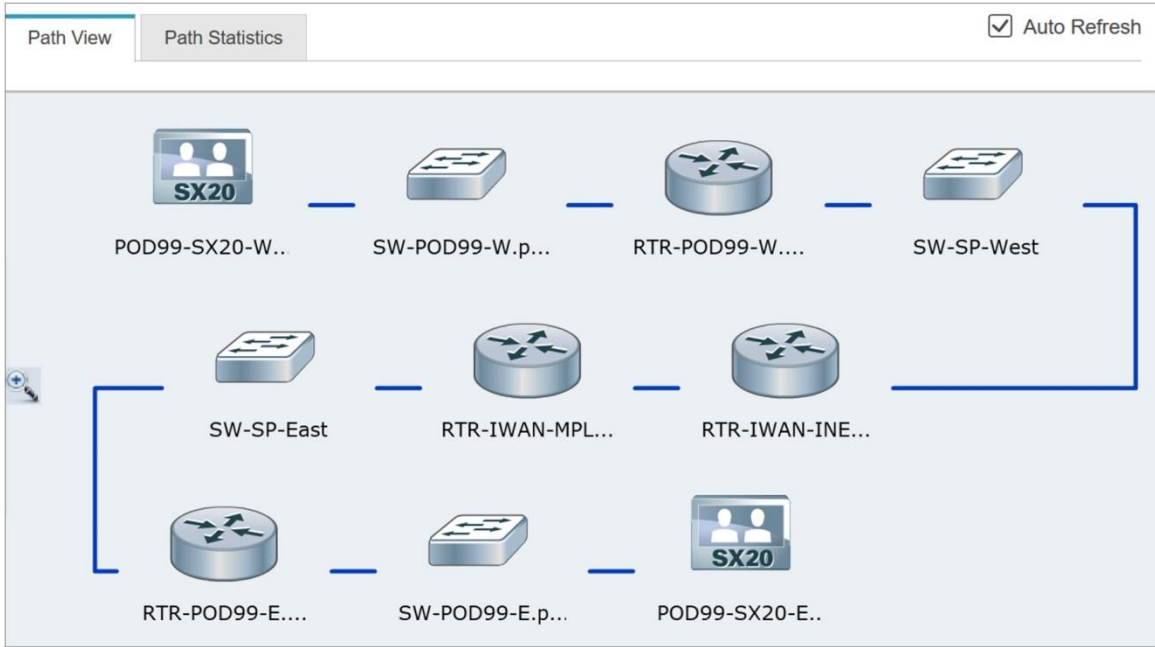 Path View
Path Statistics
Auto Refresh
SX20
POD99-SX20-W...
SW-POD99-W.p...
RTR-POD99-W....
SW-SP-West
SW-SP-East
RTR-IWAN-MPL...
RTR-IWAN-INE...
SX20
RTR-POD99-E....
SW-POD99-E.p...
POD99-SX20-E..